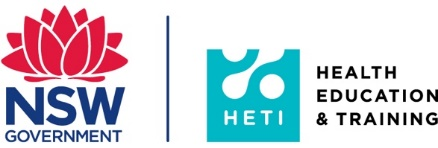 NSW
GOVERNMENT
HETI
HEALTH
EDUCATION
& TRAINING